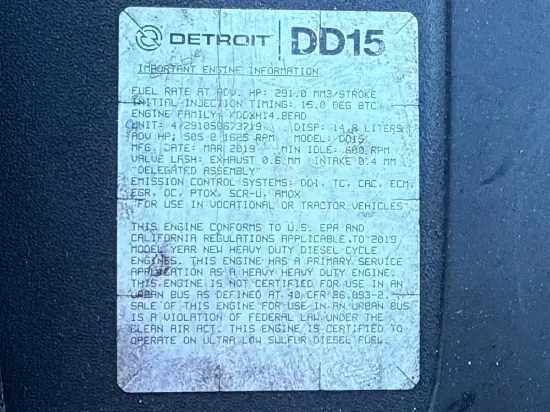 DETROIT DD15
IMPORTANT ENGINE INFORMATION
FUEL RATE AT ADV. HP: 291.0 MM3/STROKE
INITIAL INJECTION TIMING: 15.0 DEG BTC
ENGINE FAMILY: KDDXH14.8EAD
UNIT: 472910S0673719 DISP: 14.8 LITERS
ADV HP: 505 @ 1625 RPM MODEL: DD15
MFG. DATE: MAR 2019 MIN IDLE: 600 RPM
VALVE LASH: EXHAUST 0.6 MM INTAKE 0.4 MM
"DELEGATED ASSEMBLY"
EMISSION CONTROL SYSTEMS: DDI, TC, CAC, ECM,
EGR, OC, PTOX, SCR-U, AMOX
"FOR USE IN VOCATIONAL OR TRACTOR VEHICLES"
THIS ENGINE CONFORMS TO U.S. EPA AND
CALIFORNIA REGULATIONS APPLICABLE TO 2019
MODEL YEAR NEW HEAVY DUTY DIESEL CYCLE
ENGINES. THIS ENGINE HAS A PRIMARY SERVICE
APPLICATION AS A HEAVY HEAVY DUTY ENGINE.
THIS ENGINE IS NOT CERTIFIED FOR USE IN AN
URBAN BUS AS DEFINED AT 40 CFR 86.093-2.
SALE OF THIS ENGINE FOR USE IN AN URBAN BUS
IS A VIOLATION OF FEDERAL LAW UNDER THE
CLEAN AIR ACT. THIS ENGINE IS CERTIFIED TO
OPERATE ON ULTRA LOW SULFUR DIESEL FUEL.